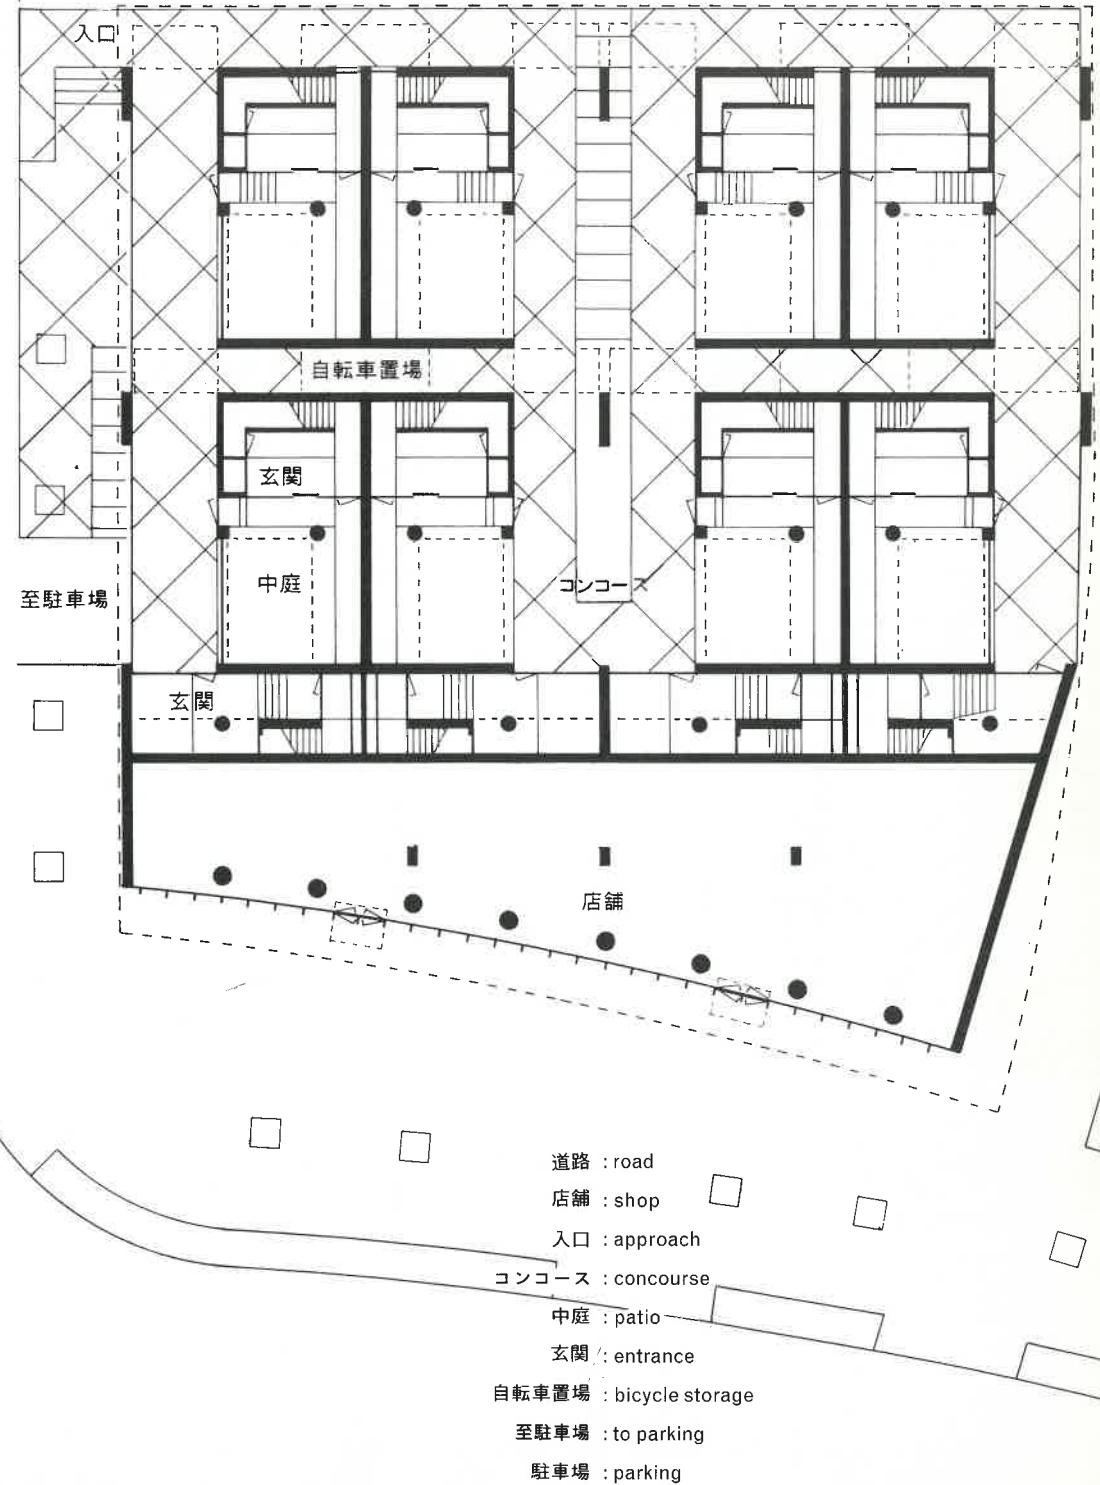 入口
自転車置場
玄関
中庭
コンコース
至駐車場
玄関
店舗
道路 : road
店舗 : shop
入口 : approach
コンコース : concourse
中庭 : patio
玄関 : entrance
自転車置場 : bicycle storage
至駐車場 : to parking
駐車場 : parking